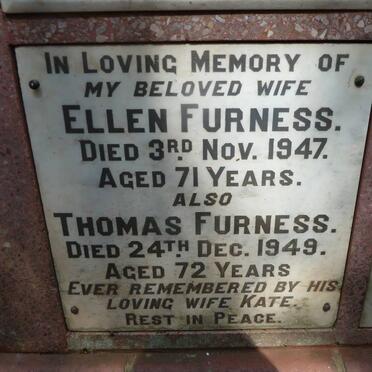 IN LOVING MEMORY OF
MY BELOVED WIFE
ELLEN FURNESS.
DIED 3RD NOV. 1947.
AGED 71 YEARS.
ALSO
THOMAS FURNESS.
DIED 24TH DEC. 1949.
AGED 72 YEARS
EVER REMEMBERED BY HIS
LOVING WIFE KATE.
REST IN PEACE.